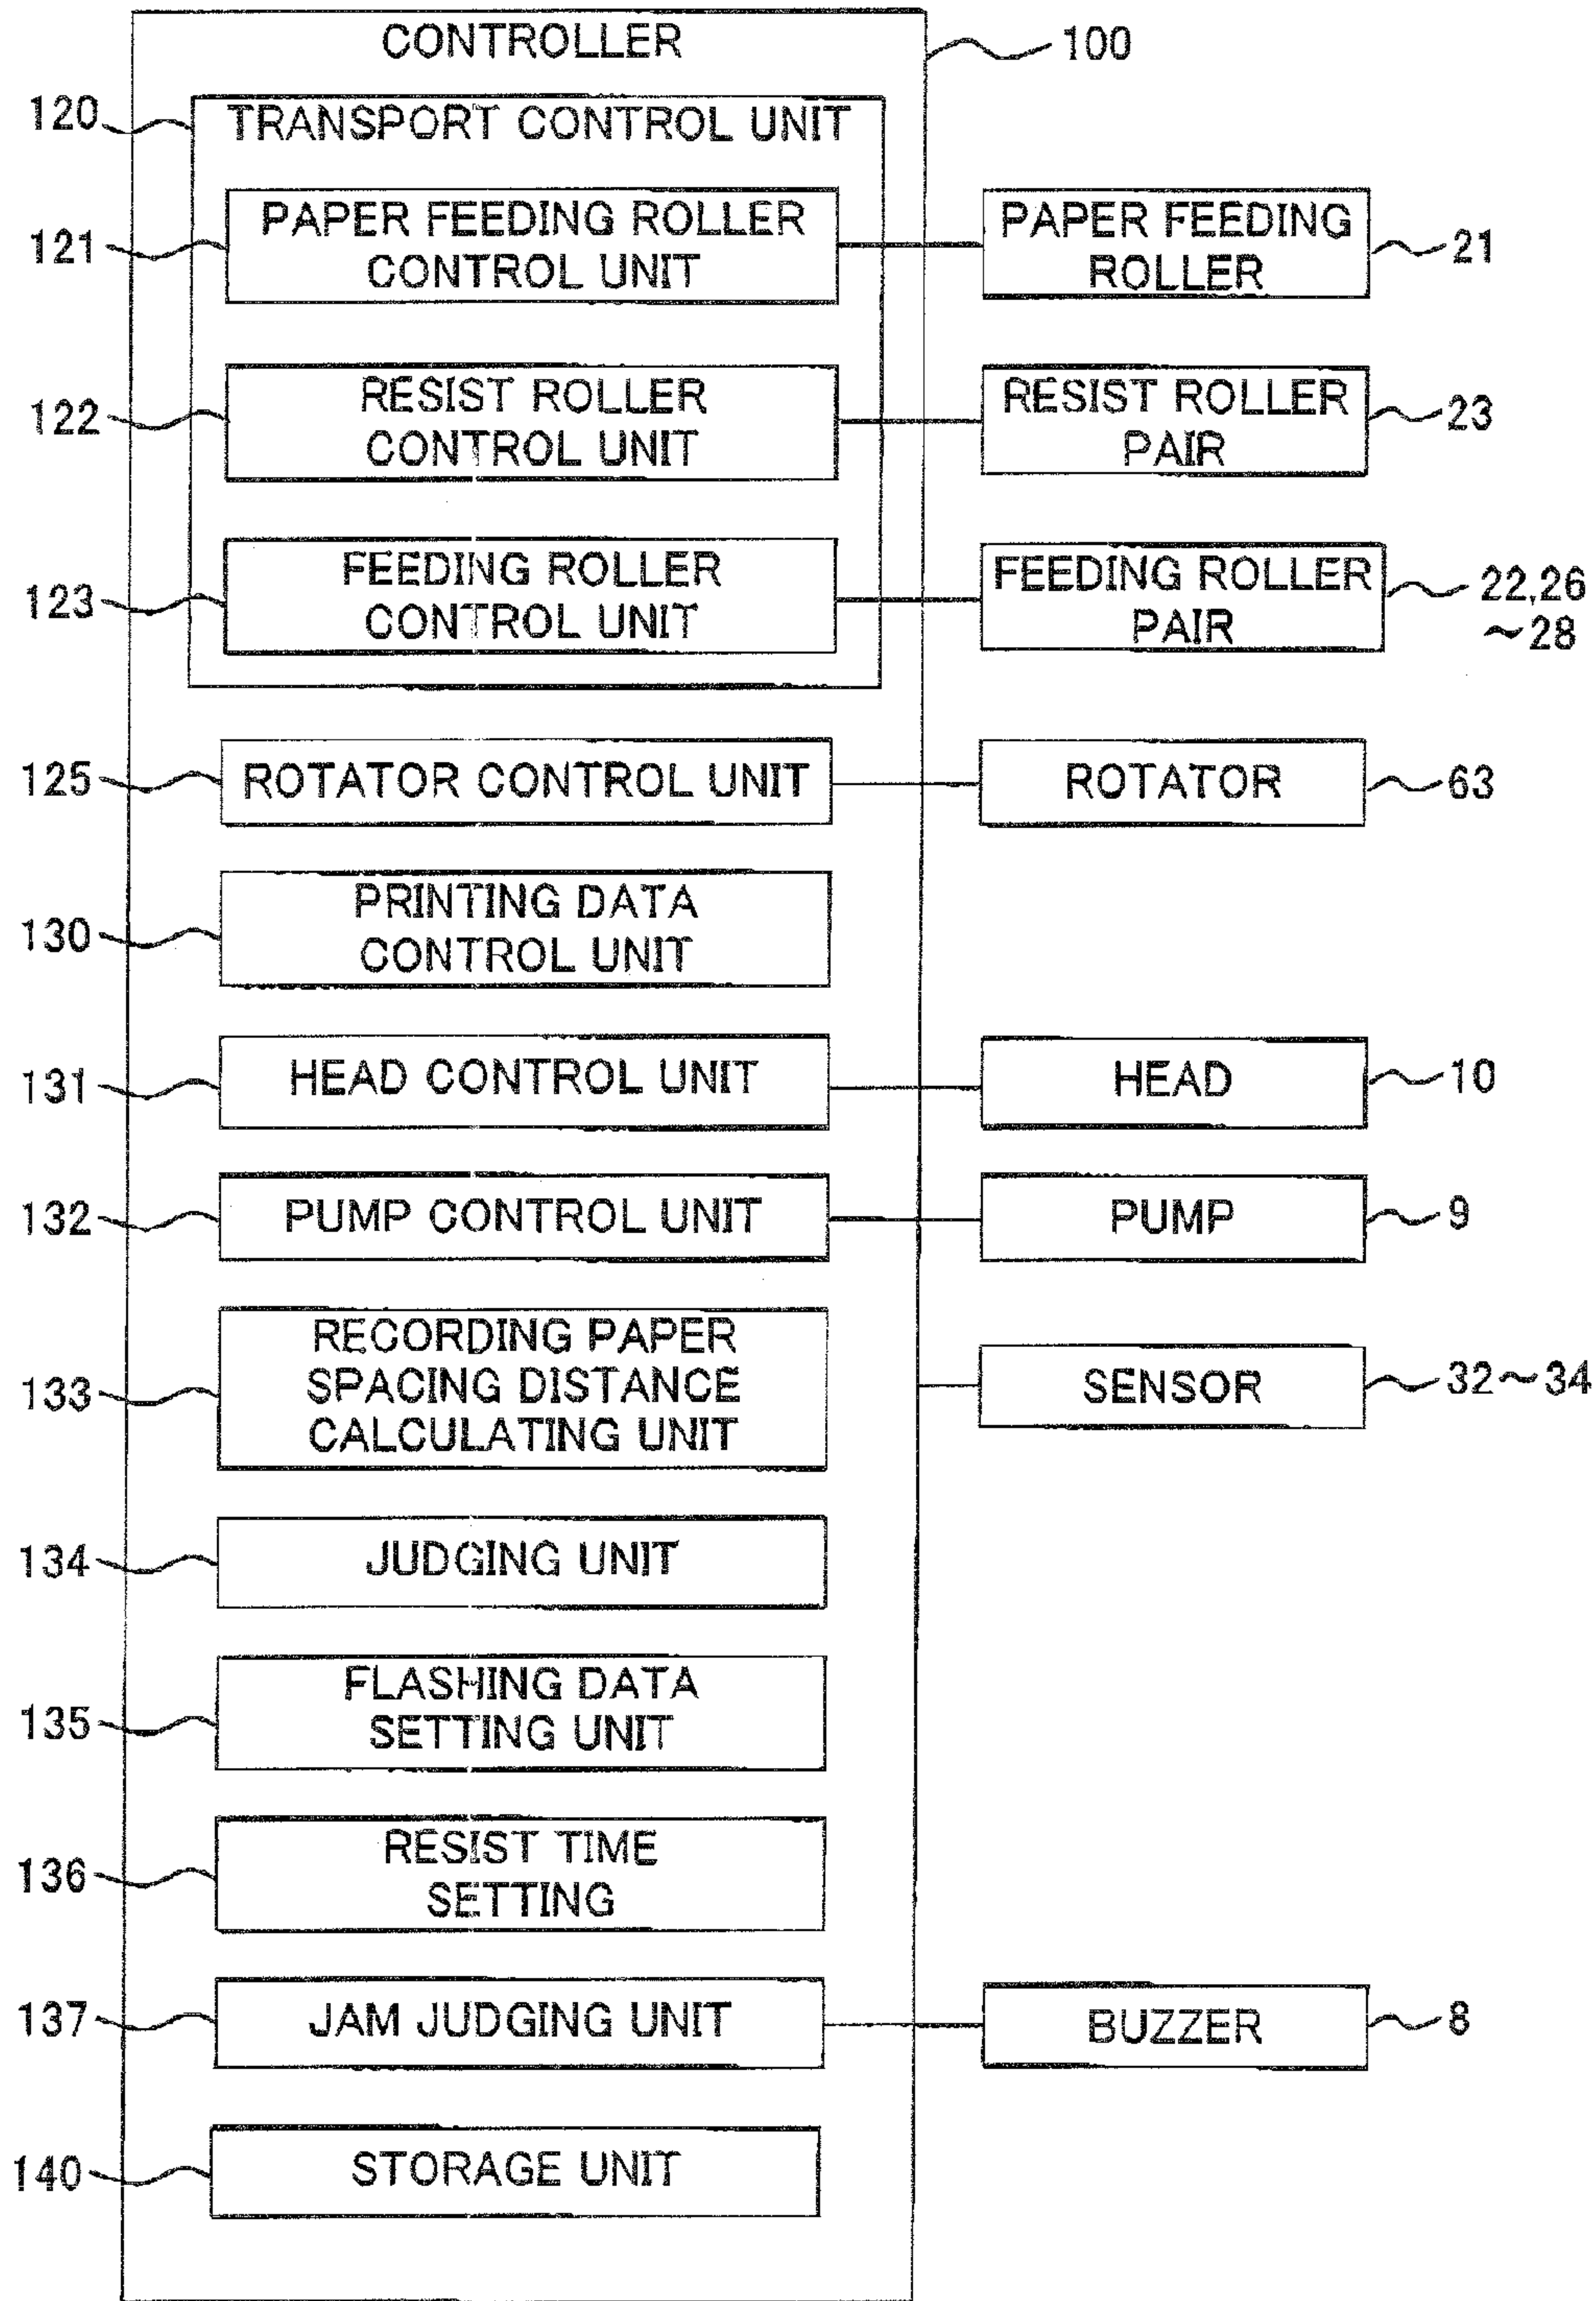 CONTROLLER
100
120
TRANSPORT CONTROL UNIT
121
PAPER FEEDING ROLLER
CONTROL UNIT
PAPER FEEDING
ROLLER
21
122
RESIST ROLLER
CONTROL UNIT
RESIST ROLLER
PAIR
23
123
FEEDING ROLLER
CONTROL UNIT
FEEDING ROLLER
PAIR
22,26
~28
125
ROTATOR CONTROL UNIT
ROTATOR
63
130
PRINTING DATA
CONTROL UNIT
131
HEAD CONTROL UNIT
HEAD
10
132
PUMP CONTROL UNIT
PUMP
9
133
RECORDING PAPER
SPACING DISTANCE
CALCULATING UNIT
SENSOR
32~34
134
JUDGING UNIT
135
FLASHING DATA
SETTING UNIT
136
RESIST TIME
SETTING
137
JAM JUDGING UNIT
BUZZER
8
140
STORAGE UNIT